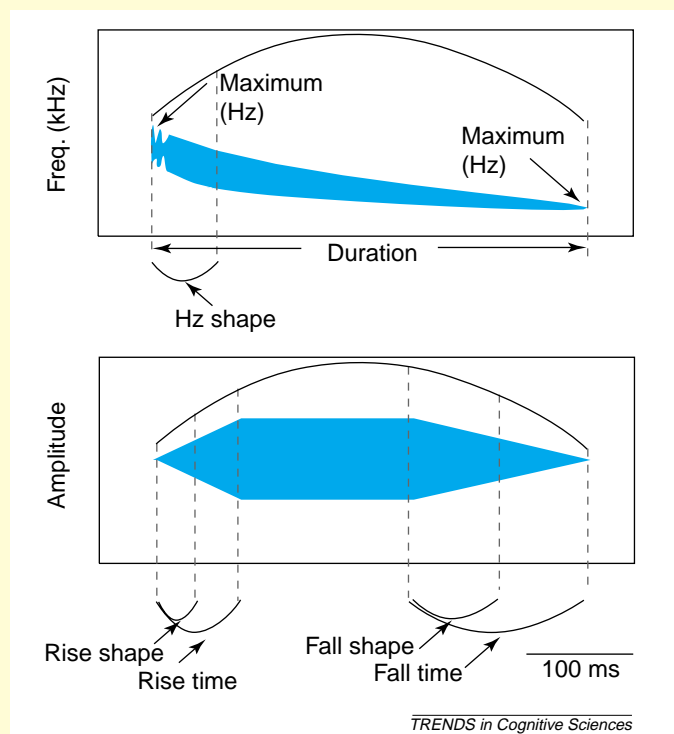 Freq. (kHz)
Maximum
(Hz)
Maximum
(Hz)
Duration
Hz shape
Amplitude
Rise shape
Rise time
Fall shape
Fall time
100 ms
TRENDS in Cognitive Sciences